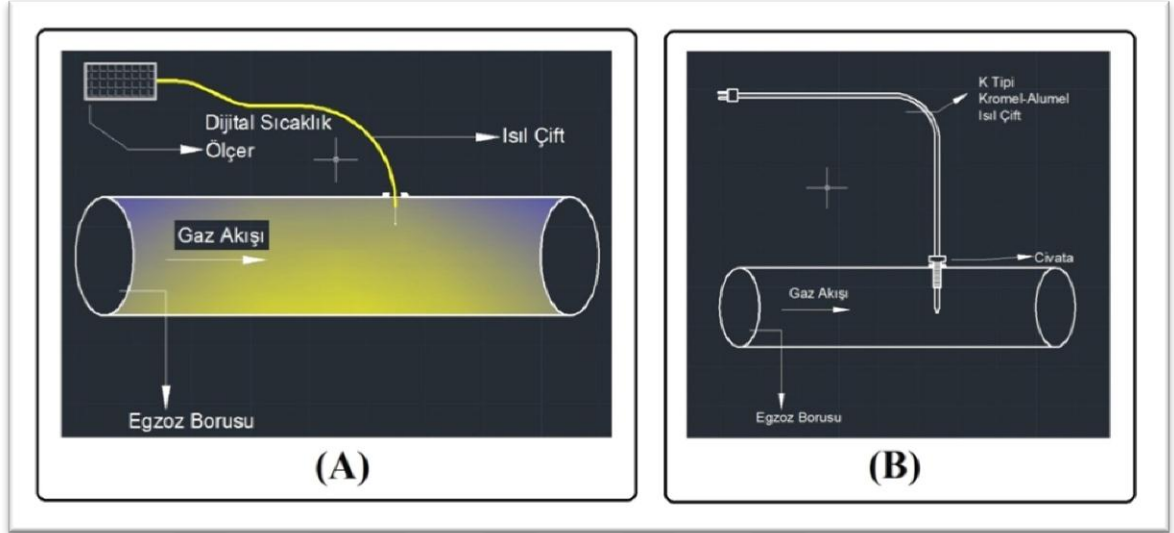 Dijital Sıcaklık
Ölçer
Isıl Çift
Gaz Akışı
Egzoz Borusu
(A)
K Tipi
Kromel-Alumel
Isıl Çift
Civata
Gaz Akışı
Egzoz Borusu
(B)